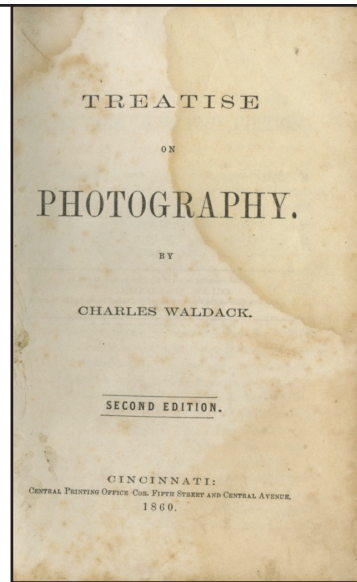 TREATISE
ON
PHOTOGRAPHY.
BY
CHARLES WALDACK.
SECOND EDITION.
CINCINNATI:
CENTRAL PRINTING OFFICE COR. FIFTH STREET AND CENTRAL AVENUE.
1860.